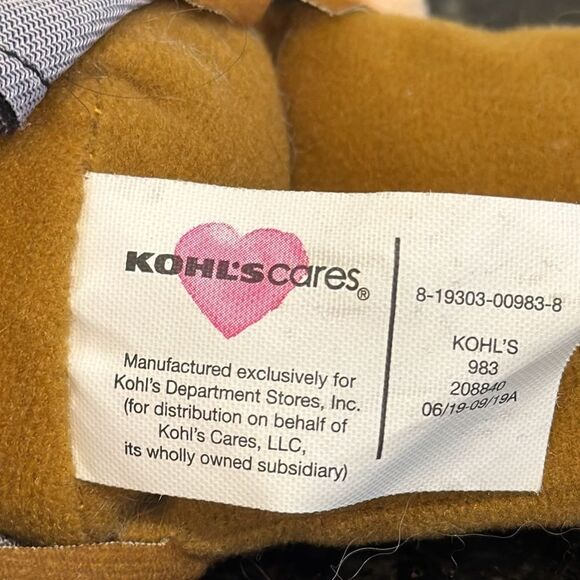 KOHL'S cares®
Manufactured exclusively for
Kohl's Department Stores, Inc.
(for distribution on behalf of
Kohl's Cares, LLC,
its wholly owned subsidiary)
8-19303-00983-8
KOHL'S
983
208840
06/19-09/19A